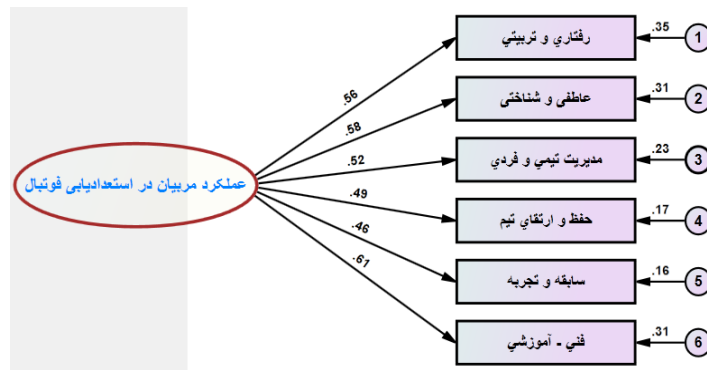 رفتاري و تربيتي
.35
1
.56
عاطفی و شناختی
.31
2
.58
مديريت تيمي و فردي
.23
3
.52
عملکرد مربیان در استعدادیابی فوتبال
حفظ و ارتقاي تيم
.17
4
.49
سابقه و تجربه
.16
5
.46
فني - آموزشي
.31
6
.61